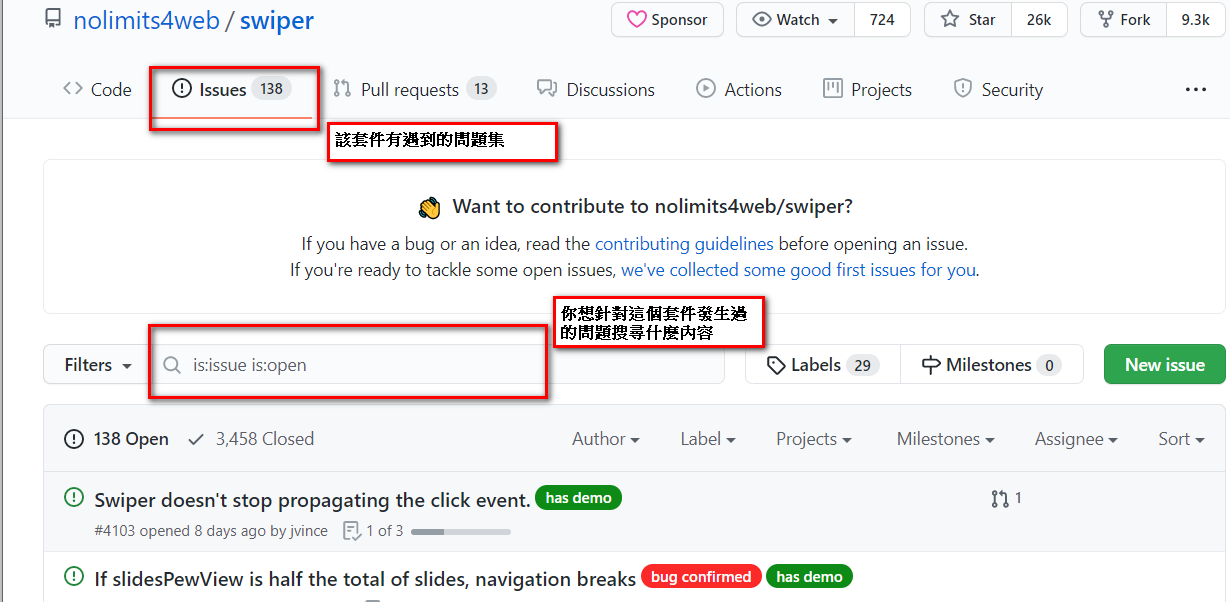 nolimits4web / swiper
Sponsor
Watch
724
Star
26k
Fork
9.3k
Code
Issues 138
Pull requests 13
Discussions
Actions
Projects
Security
該套件有遇到的問題集
Want to contribute to nolimits4web/swiper?
If you have a bug or an idea, read the contributing guidelines before opening an issue.
If you're ready to tackle some open issues, we've collected some good first issues for you.
你想針對這個套件發生過
的問題搜尋什麼內容
Filters
is:issue is:open
Labels 29
Milestones 0
New issue
138 Open
3,458 Closed
Author
Label
Projects
Milestones
Assignee
Sort
Swiper doesn't stop propagating the click event. has demo
1
#4103 opened 8 days ago by jvince 1 of 3
If slidesPewView is half the total of slides, navigation breaks bug confirmed has demo